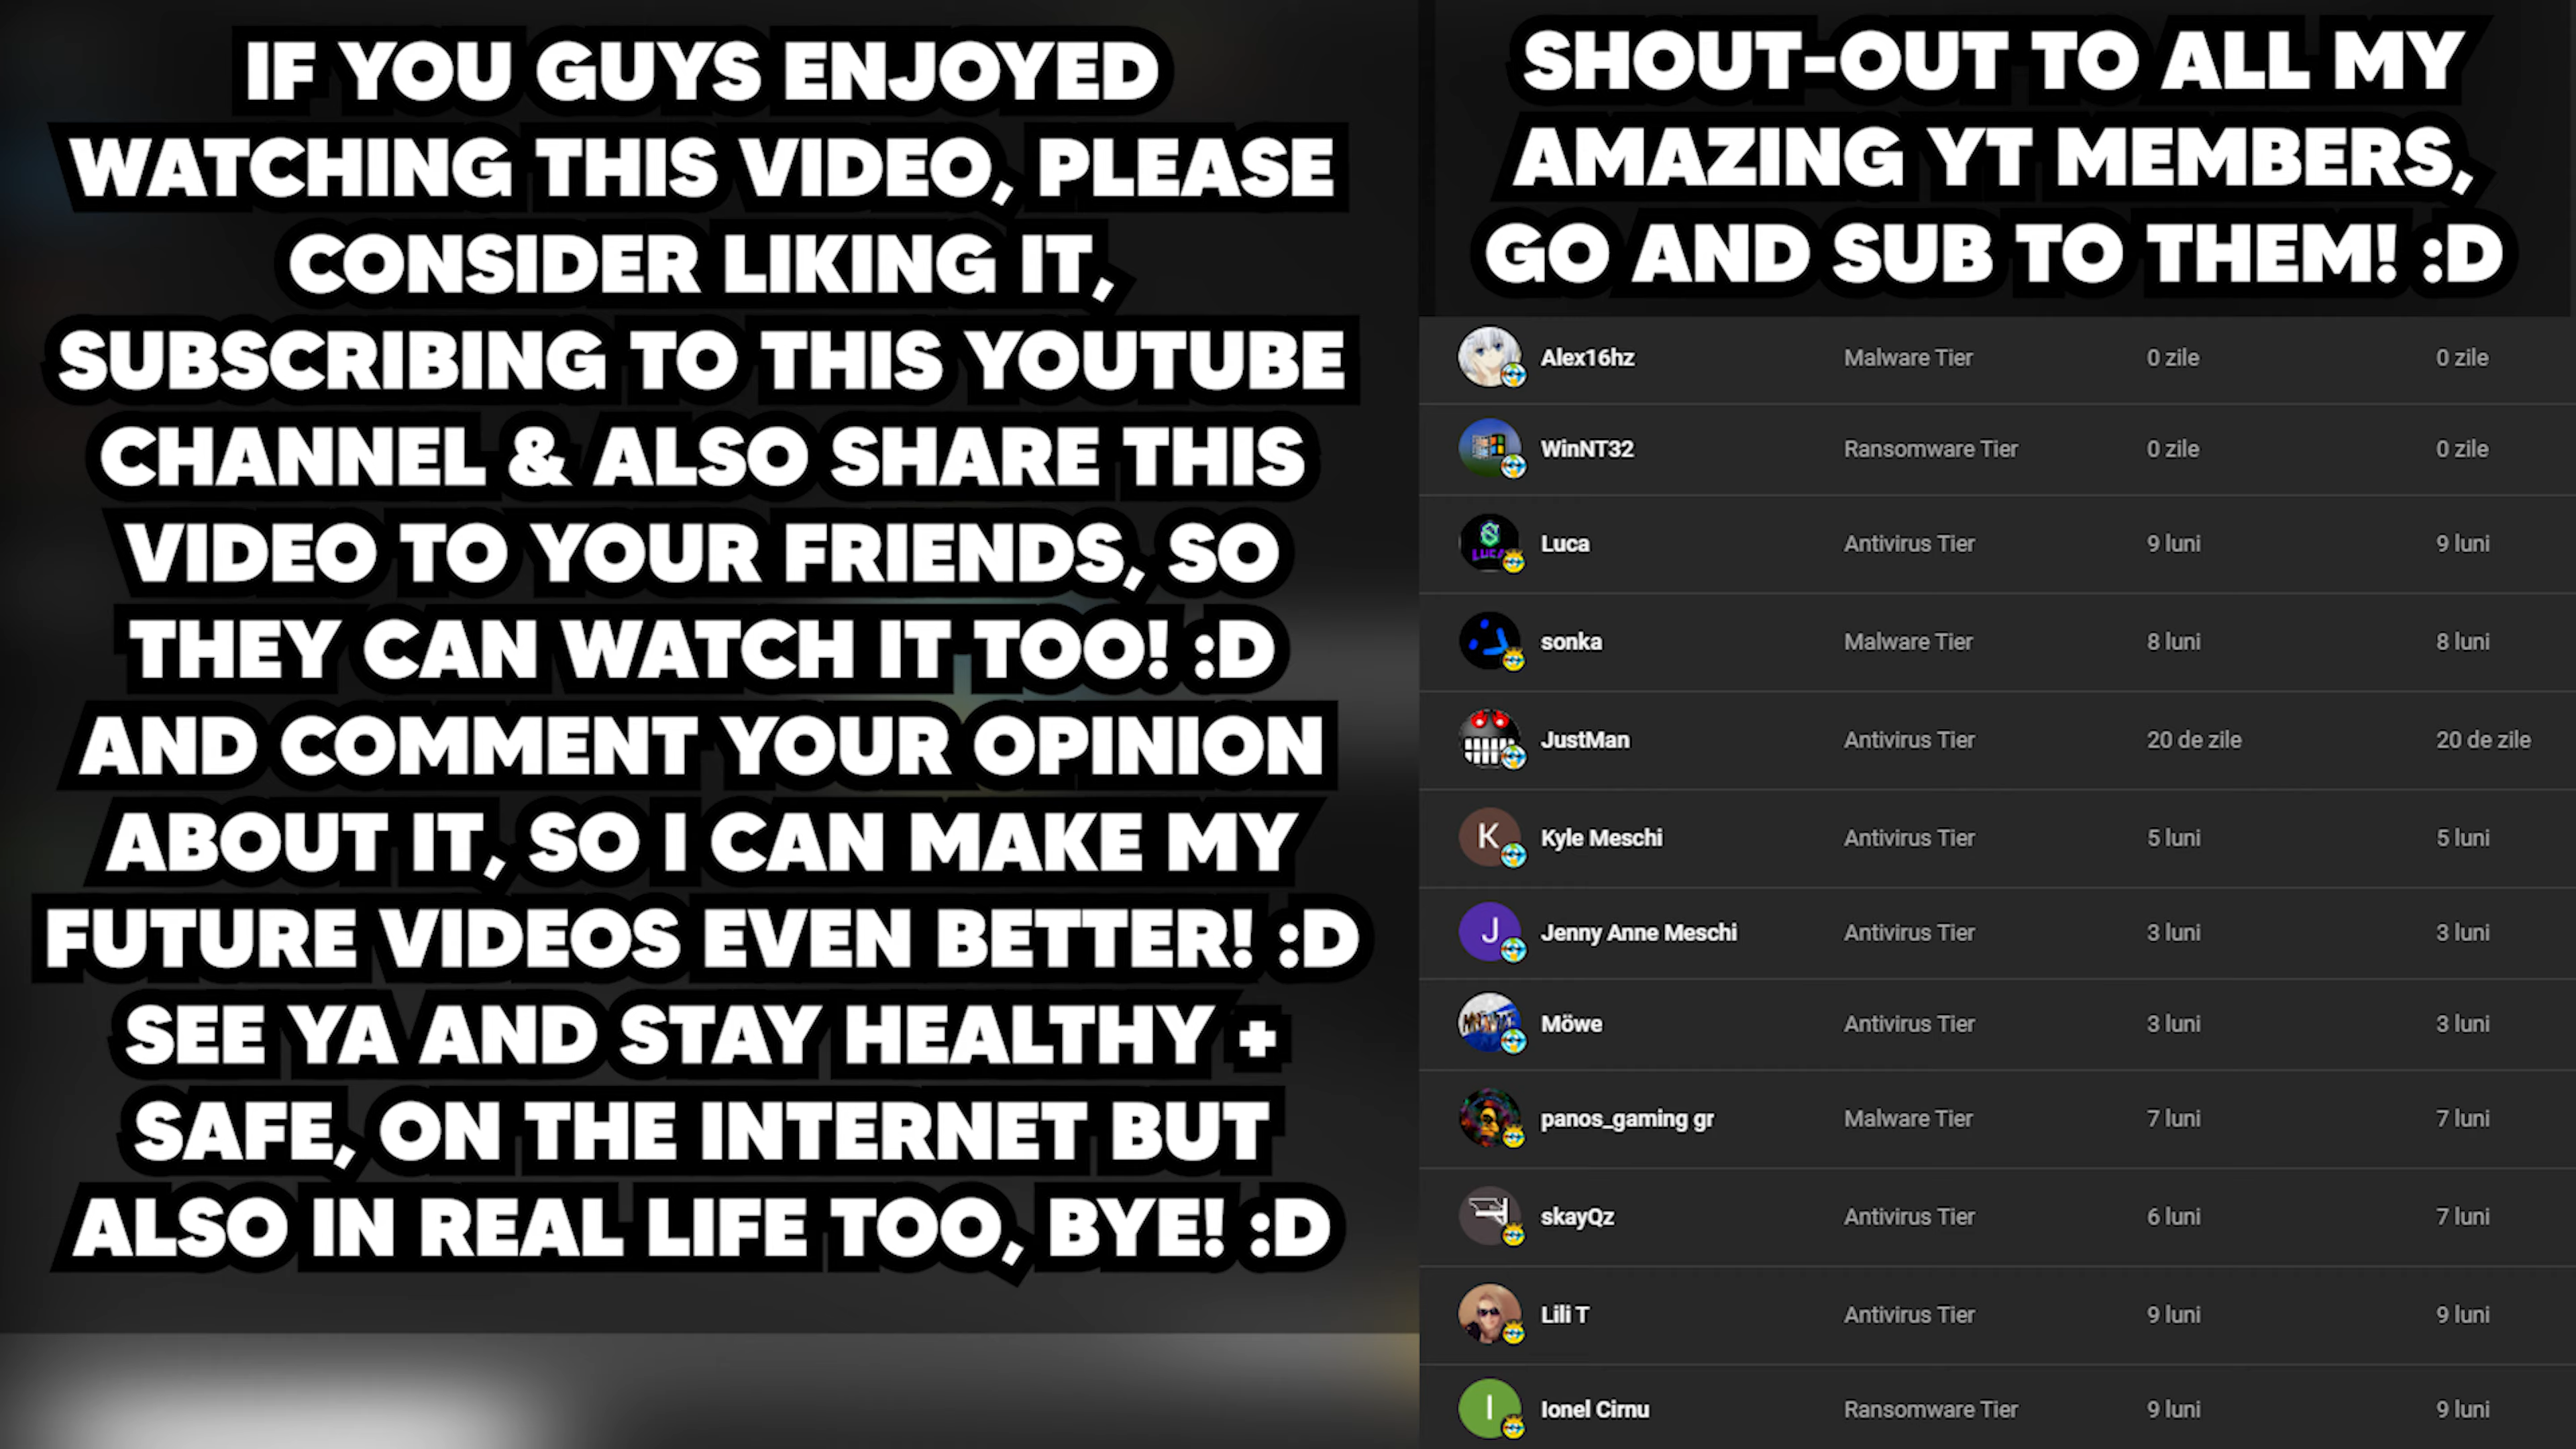 IF YOU GUYS ENJOYED
WATCHING THIS VIDEO, PLEASE
CONSIDER LIKING IT,
SUBSCRIBING TO THIS YOUTUBE
CHANNEL & ALSO SHARE THIS
VIDEO TO YOUR FRIENDS, SO
THEY CAN WATCH IT TOO! :D
AND COMMENT YOUR OPINION
ABOUT IT, SO I CAN MAKE MY
FUTURE VIDEOS EVEN BETTER! :D
SEE YA AND STAY HEALTHY +
SAFE, ON THE INTERNET BUT
ALSO IN REAL LIFE TOO, BYE! :D
SHOUT-OUT TO ALL MY
AMAZING YT MEMBERS,
GO AND SUB TO THEM! :D
Alex16hz Malware Tier 0 zile 0 zile
WinNT32 Ransomware Tier 0 zile 0 zile
LUCA
Luca Antivirus Tier 9 luni 9 luni
sonka Malware Tier 8 luni 8 luni
JustMan Antivirus Tier 20 de zile 20 de zile
K Kyle Meschi Antivirus Tier 5 luni 5 luni
J Jenny Anne Meschi Antivirus Tier 3 luni 3 luni
Möwe Antivirus Tier 3 luni 3 luni
panos_gaming gr Malware Tier 7 luni 7 luni
skayQz Antivirus Tier 6 luni 7 luni
Lili T Antivirus Tier 9 luni 9 luni
I Ionel Cirnu Ransomware Tier 9 luni 9 luni